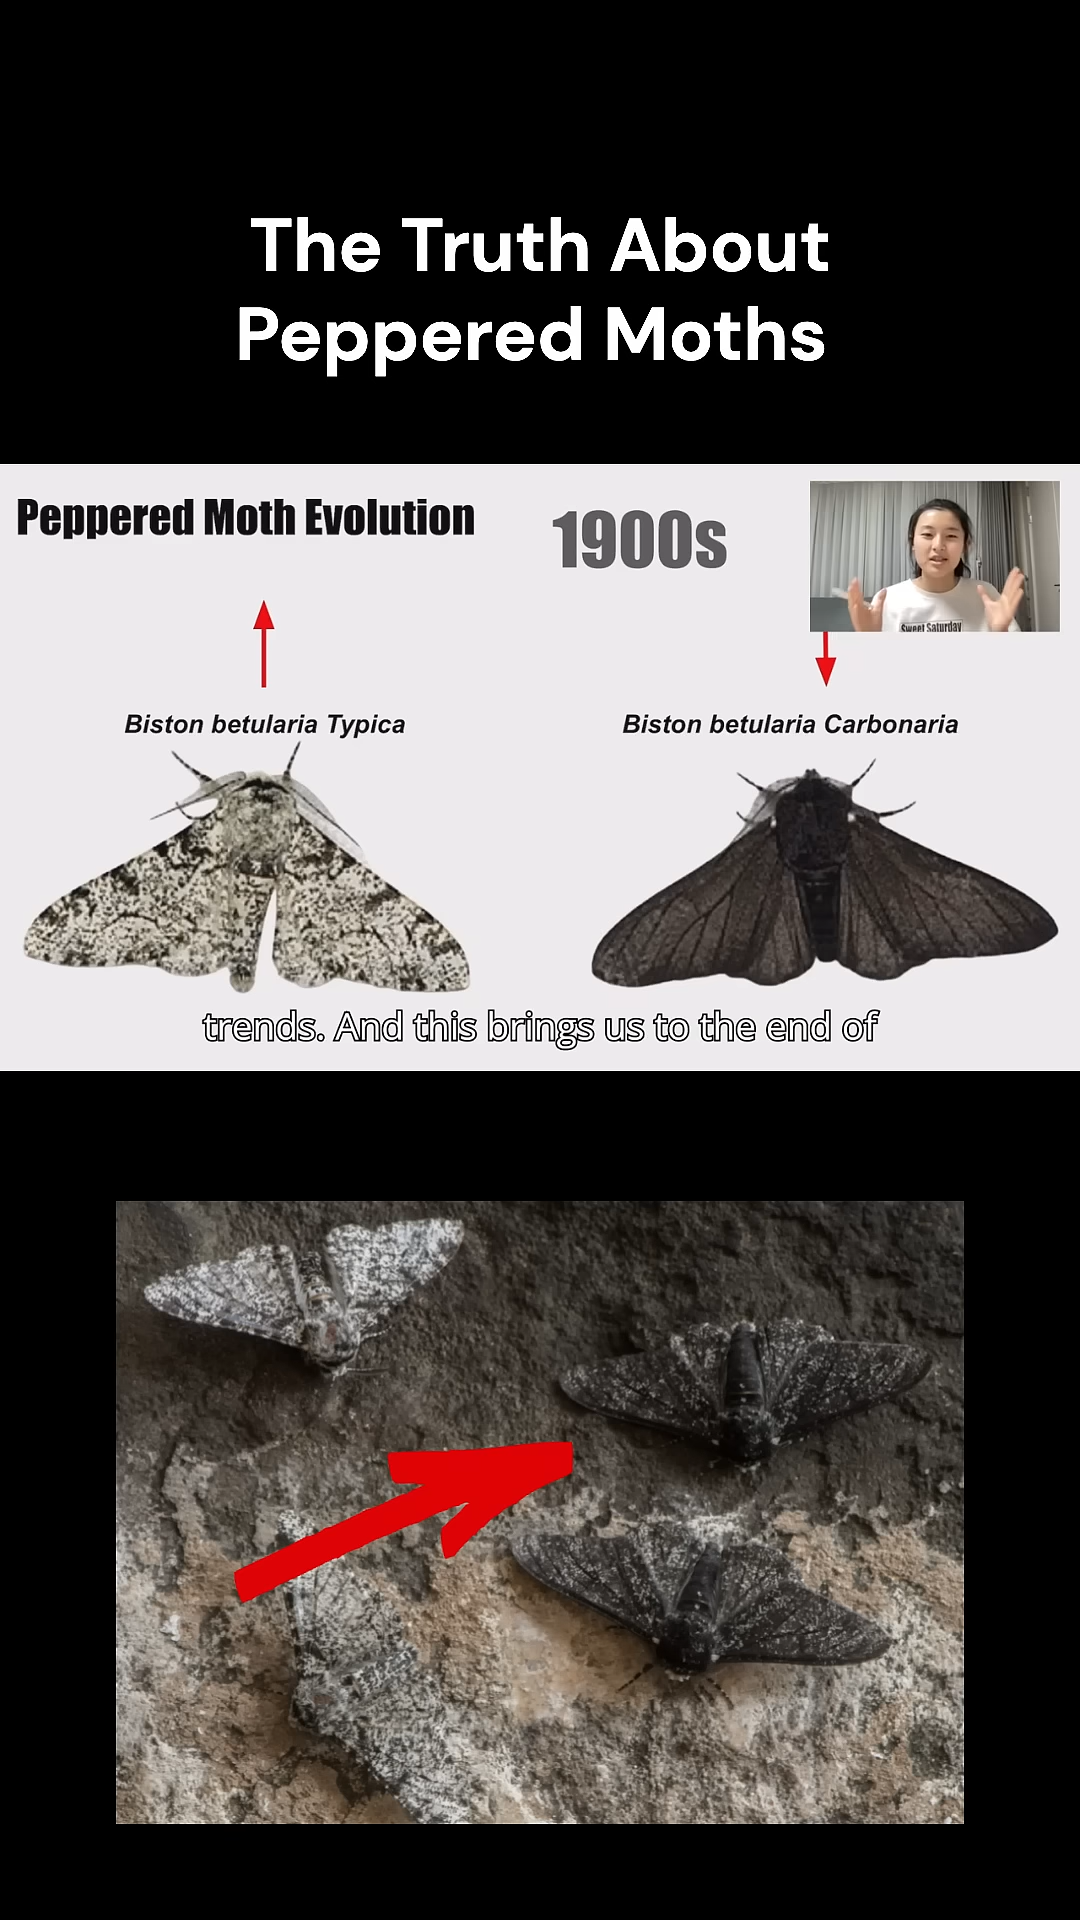 The Truth About
Peppered Moths
Peppered Moth Evolution
1900s
Sweet Saturday
Biston betularia Typica
Biston betularia Carbonaria
trends. And this brings us to the end of